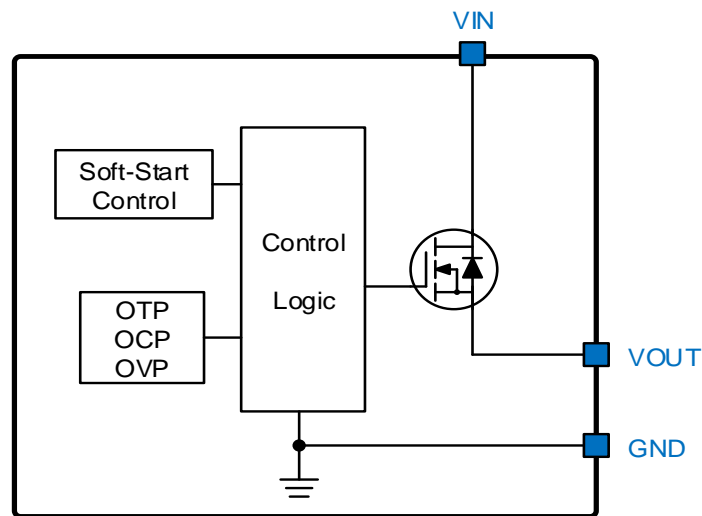 VIN
Soft-Start
Control
Control
Logic
OTP
OCP
OVP
VOUT
GND